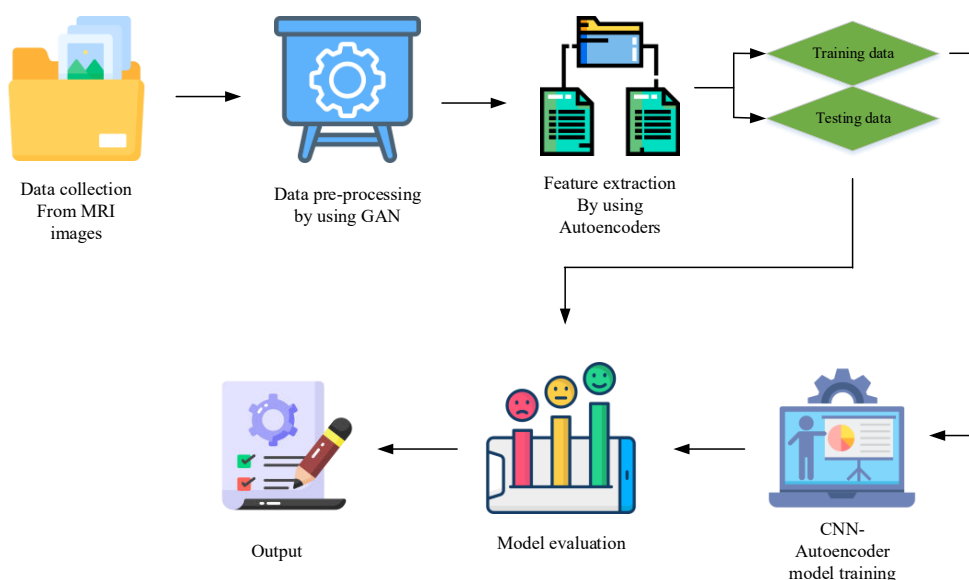 Training data
Testing data
Data collection
From MRI
images
Data pre-processing
by using GAN
Feature extraction
By using
Autoencoders
Output
Model evaluation
CNN-
Autoencoder
model training